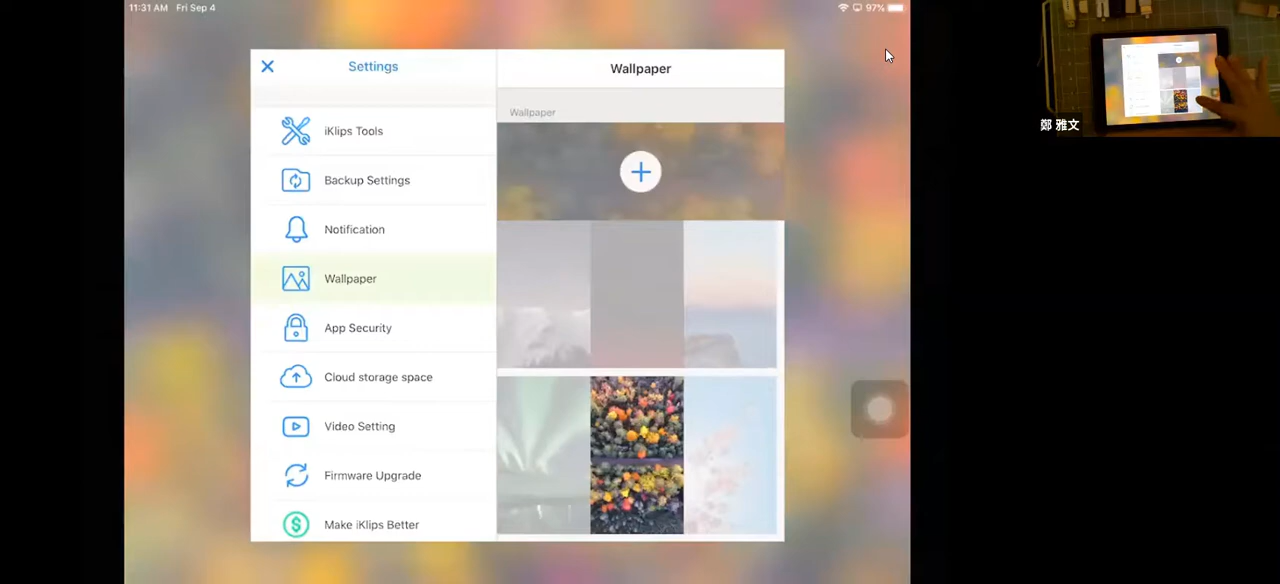 11:31 AM Fri Sep 4
97%
Settings
iKlips Tools
Backup Settings
Notification
Wallpaper
App Security
Cloud storage space
Video Setting
Firmware Upgrade
Make iKlips Better
Wallpaper
Wallpaper
鄭 雅文